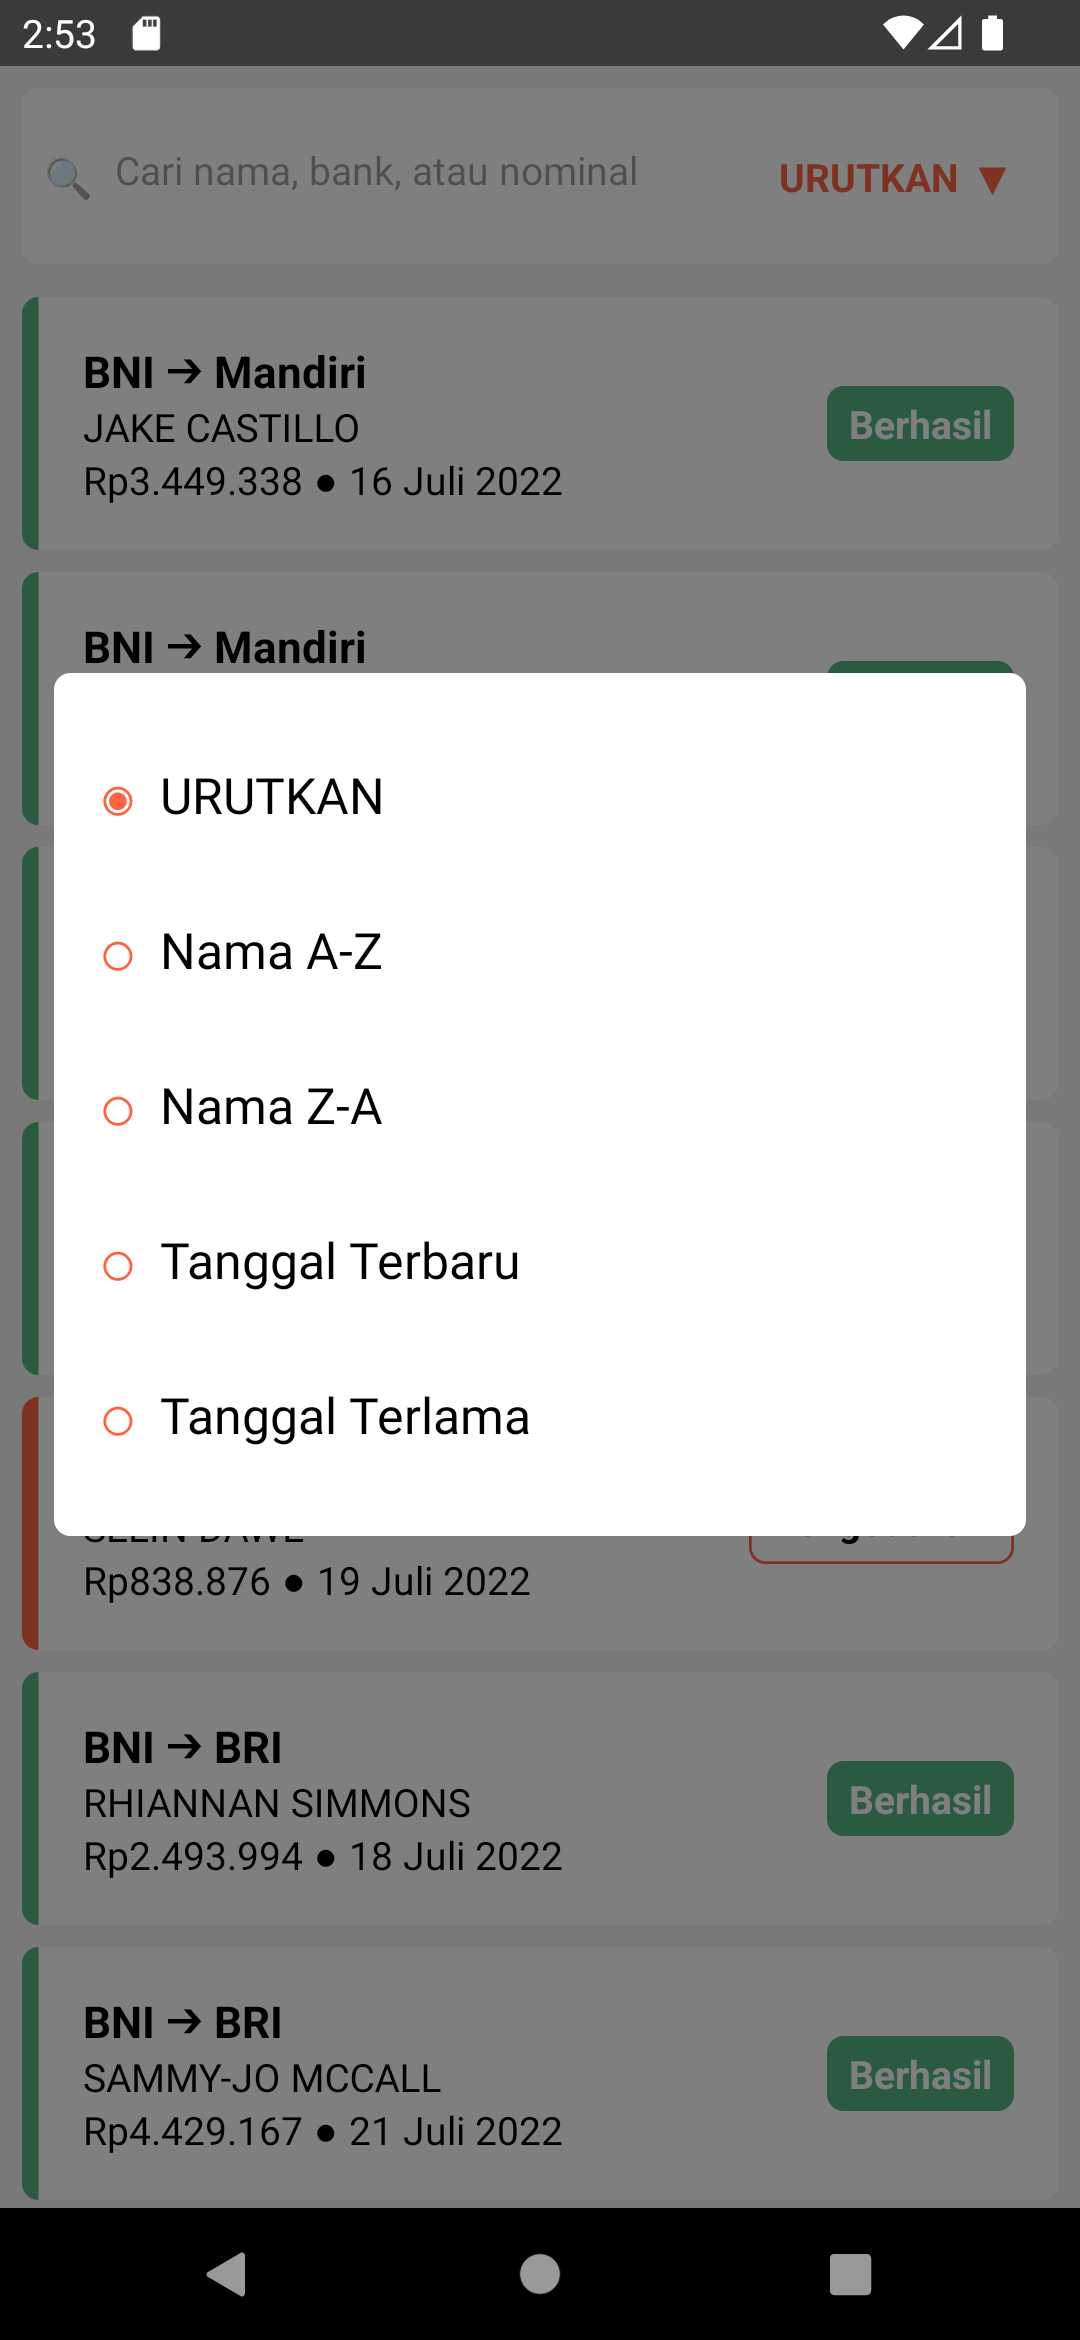 2:53
Cari nama, bank, atau nominal
URUTKAN ▼
BNI → Mandiri
JAKE CASTILLO
Rp3.449.338 ● 16 Juli 2022
Berhasil
BNI → Mandiri
URUTKAN
Nama A-Z
Nama Z-A
Tanggal Terbaru
Tanggal Terlama
Rp838.876 ● 19 Juli 2022
BNI → BRI
RHIANNAN SIMMONS
Rp2.493.994 ● 18 Juli 2022
Berhasil
BNI → BRI
SAMMY-JO MCCALL
Rp4.429.167 ● 21 Juli 2022
Berhasil